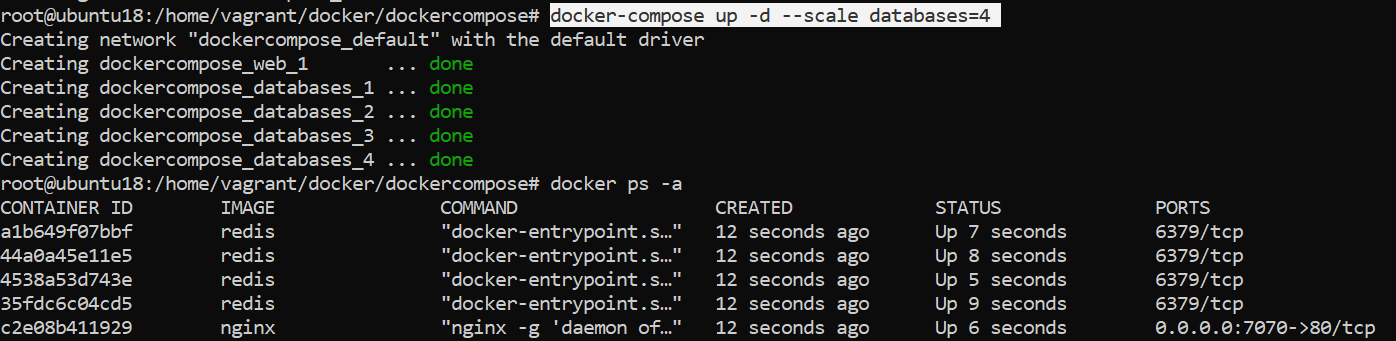 root@ubuntu18:/home/vagrant/docker/dockercompose# docker-compose up -d --scale databases=4
Creating network "dockercompose_default" with the default driver
Creating dockercompose_web_1       ... done
Creating dockercompose_databases_1 ... done
Creating dockercompose_databases_2 ... done
Creating dockercompose_databases_3 ... done
Creating dockercompose_databases_4 ... done
root@ubuntu18:/home/vagrant/docker/dockercompose# docker ps -a
CONTAINER ID        IMAGE               COMMAND                  CREATED             STATUS              PORTS
a1b649f07bbf        redis               "docker-entrypoint.s…"   12 seconds ago      Up 7 seconds        6379/tcp
44a0a45e11e5        redis               "docker-entrypoint.s…"   12 seconds ago      Up 8 seconds        6379/tcp
4538a53d743e        redis               "docker-entrypoint.s…"   12 seconds ago      Up 5 seconds        6379/tcp
35fdc6c04cd5        redis               "docker-entrypoint.s…"   12 seconds ago      Up 9 seconds        6379/tcp
c2e08b411929        nginx               "nginx -g 'daemon of…"   12 seconds ago      Up 6 seconds        0.0.0.0:7070->80/tcp